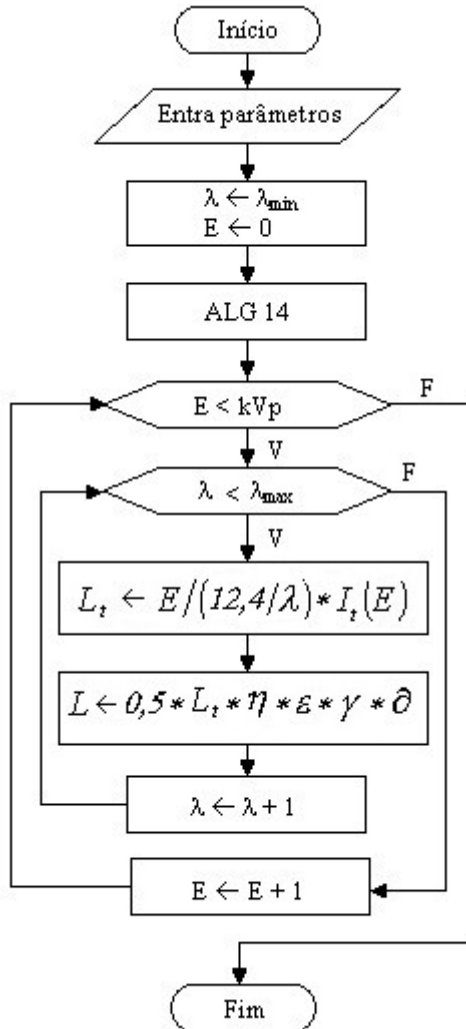 Início
Entra parâmetros
λ ← λmin
E ← 0
ALG 14
E < kVp
F
V
λ < λmax
F
V
Lt ← E/(12,4/λ)* It(E)
L ← 0,5* Lt * η * ε * γ * ∂
λ ← λ + 1
E ← E + 1
Fim